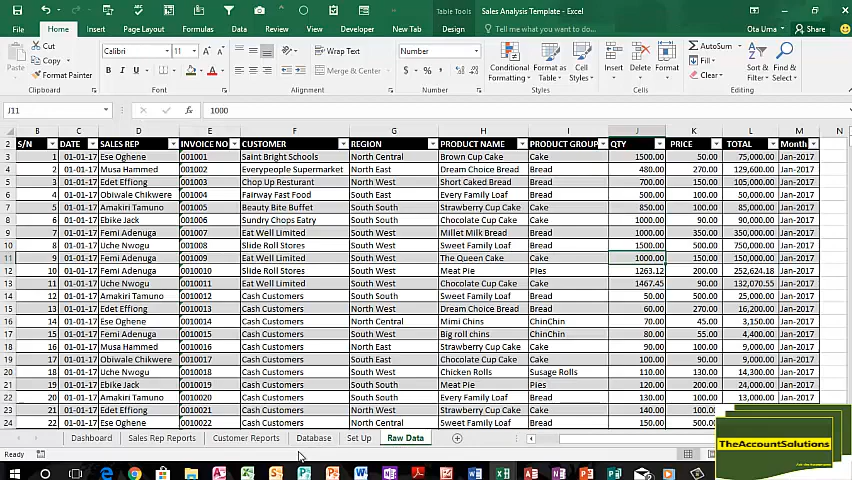 Table Tools
Sales Analysis Template - Excel
File Home Insert Page Layout Formulas Data Review View Developer New Tab Design Tell me what you want to do Ota Uma Share
Cut
Copy
Format Painter
Paste
Calibri 11
B I U
Wrap Text
Merge & Center
Number
Conditional Formatting Format as Table Cell Styles
Insert Delete Format
AutoSum
Fill
Clear
Sort & Filter Find & Select
J11 1000
B C D E F G H I J K L M N
2 S/N DATE SALES REP INVOICE NO CUSTOMER REGION PRODUCT NAME PRODUCT GROUP QTY PRICE TOTAL Month
3 1 01-01-17 Ese Oghene 001001 Saint Bright Schools North Central Brown Cup Cake Cake 1500.00 50.00 75,000.00 Jan-2017
4 2 01-01-17 Musa Hammed 001002 Everypeople Supermarket North East Dream Choice Bread Bread 480.00 270.00 129,600.00 Jan-2017
5 3 01-01-17 Edet Effiong 001003 Chop Up Resturant North West Short Caked Bread Bread 700.00 150.00 105,000.00 Jan-2017
6 4 01-01-17 Obiwale Chikwere 001004 Fairway Fast Food South East Every Family Loaf Bread 500.00 100.00 50,000.00 Jan-2017
7 5 01-01-17 Amakiri Tamuno 001005 Beauty Bite Buffet South South Strawberry Cup Cake Cake 850.00 100.00 85,000.00 Jan-2017
8 6 01-01-17 Ebike Jack 001006 Sundry Chops Eatry South South Chocolate Cup Cake Cake 1000.00 90.00 90,000.00 Jan-2017
9 7 01-01-17 Femi Adenuga 001007 Eat Well Limited South West Millet Milk Bread Bread 1000.00 350.00 350,000.00 Jan-2017
10 8 01-01-17 Uche Nwogu 001008 Slide Roll Stores South West Sweet Family Loaf Bread 1500.00 500.00 750,000.00 Jan-2017
11 9 01-01-17 Femi Adenuga 001009 Eat Well Limited South West The Queen Cake Cake 1000.00 150.00 150,000.00 Jan-2017
12 10 01-01-17 Femi Adenuga 0010010 Slide Roll Stores South West Meat Pie Pies 1263.12 200.00 252,624.18 Jan-2017
13 11 01-01-17 Uche Nwogu 0010011 Eat Well Limited South West Chocolate Cup Cake Cake 1467.45 90.00 132,070.55 Jan-2017
14 12 01-01-17 Amakiri Tamuno 0010012 Cash Customers South South Sweet Family Loaf Bread 50.00 500.00 25,000.00 Jan-2017
15 13 01-01-17 Edet Effiong 0010013 Cash Customers North West Dream Choice Bread Bread 60.00 270.00 16,200.00 Jan-2017
16 14 01-01-17 Ese Oghene 0010014 Cash Customers North Central Mimi Chins ChinChin 70.00 45.00 3,150.00 Jan-2017
17 15 01-01-17 Femi Adenuga 0010015 Cash Customers South West Big roll chins ChinChin 80.00 55.00 4,400.00 Jan-2017
18 16 01-01-17 Musa Hammed 0010016 Cash Customers North East Strawberry Cup Cake Cake 90.00 100.00 9,000.00 Jan-2017
19 17 01-01-17 Obiwale Chikwere 0010017 Cash Customers South East Chocolate Cup Cake Cake 100.00 90.00 9,000.00 Jan-2017
20 18 01-01-17 Uche Nwogu 0010018 Cash Customers South West Chicken Rolls Susage Rolls 110.00 130.00 14,300.00 Jan-2017
21 19 01-01-17 Ebike Jack 0010019 Cash Customers South South Meat Pie Pies 120.00 200.00 24,000.00 Jan-2017
22 20 01-01-17 Amakiri Tamuno 0010020 Cash Customers South South Every Family Loaf Bread 130.00 100.00 13,000.00 Jan-2017
23 21 01-01-17 Edet Effiong 0010021 Cash Customers North West Strawberry Cup Cake Cake 140.00 100.00
24 22 01-01-17 Ese Oghene 0010022 Cash Customers North Central Sweet Family Loaf Bread 150.00 500.00
Dashboard Sales Rep Reports Customer Reports Database Set Up Raw Data
Ready
TheAccountSolutions